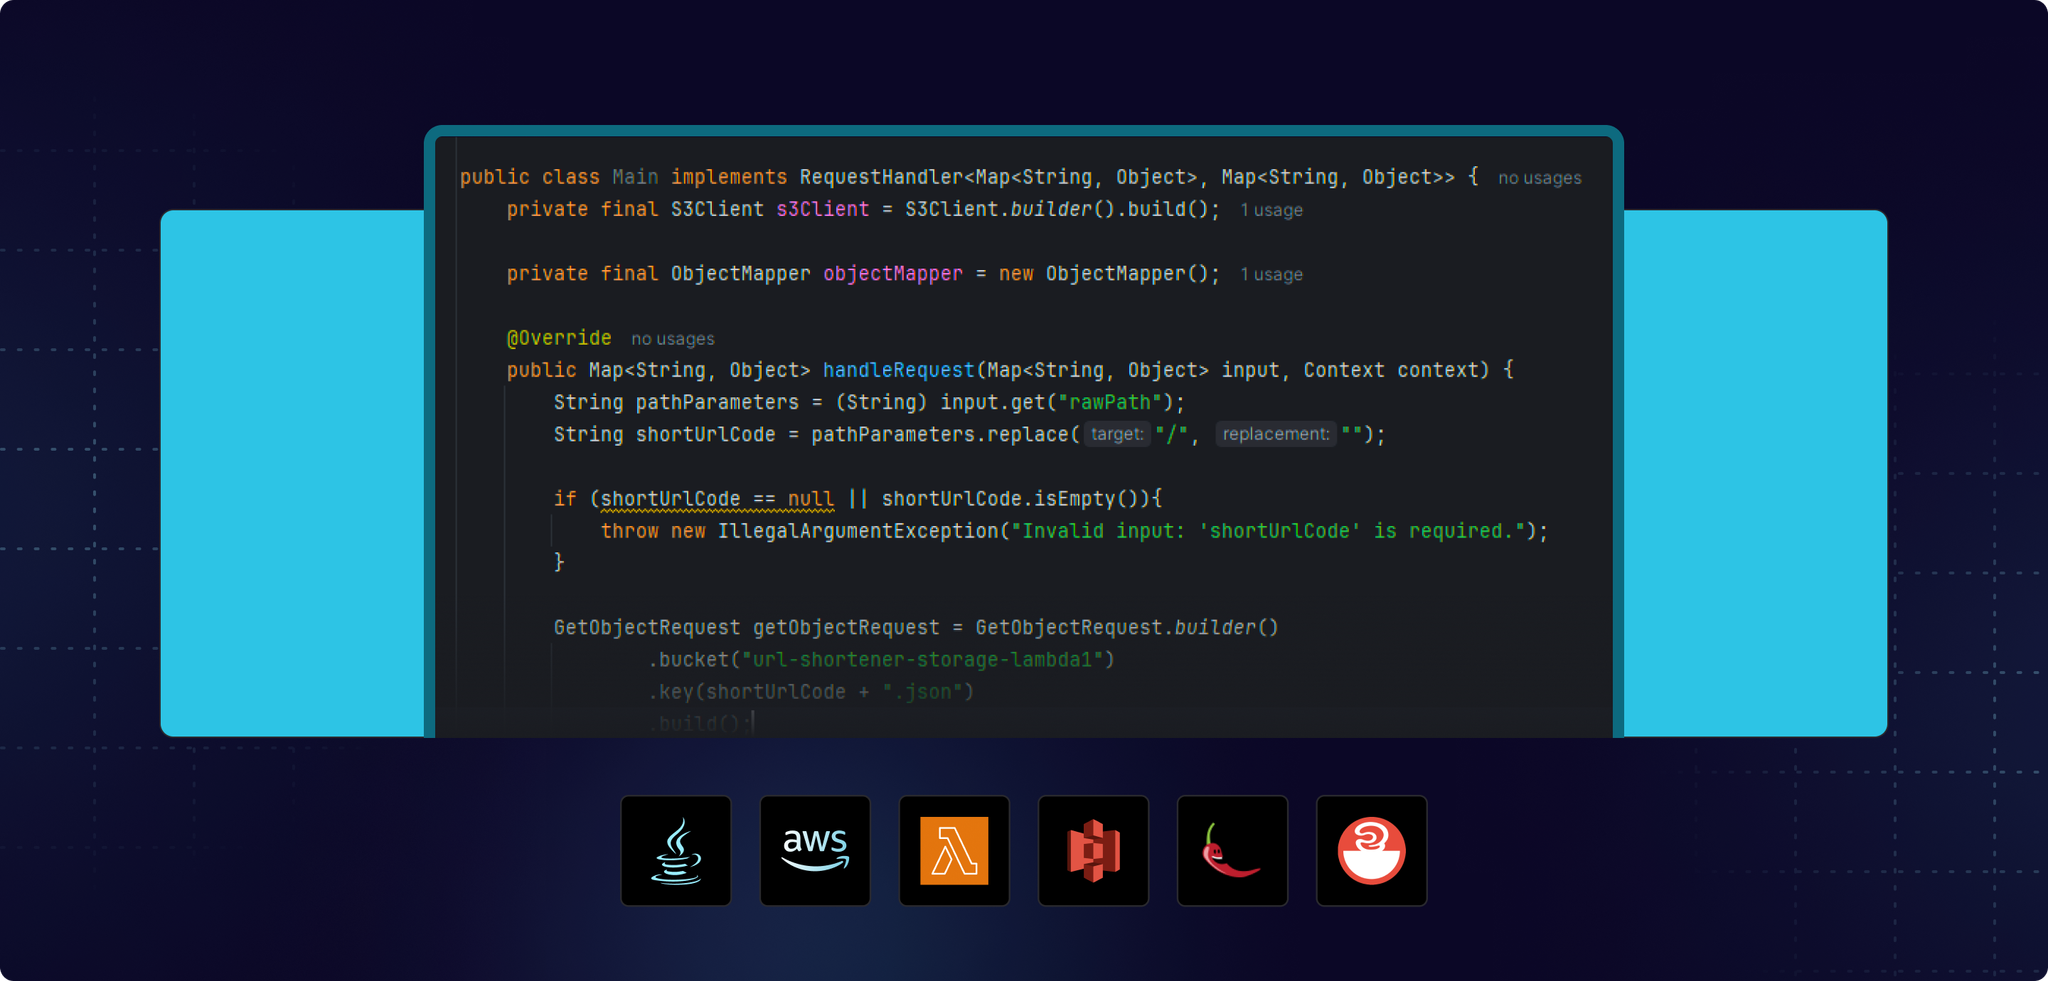 public class Main implements RequestHandler<Map<String, Object>, Map<String, Object>> { no usages
private final S3Client s3Client = S3Client.builder().build(); 1 usage
private final ObjectMapper objectMapper = new ObjectMapper(); 1 usage
@Override no usages
public Map<String, Object> handleRequest(Map<String, Object> input, Context context) {
String pathParameters = (String) input.get("rawPath");
String shortUrlCode = pathParameters.replace( target: "/", replacement: "");
if (shortUrlCode == null || shortUrlCode.isEmpty()){
throw new IllegalArgumentException("Invalid input: 'shortUrlCode' is required.");
}
GetObjectRequest getObjectRequest = GetObjectRequest.builder()
.bucket("url-shortener-storage-lambda1")
.key(shortUrlCode + ".json")
.build();
aws